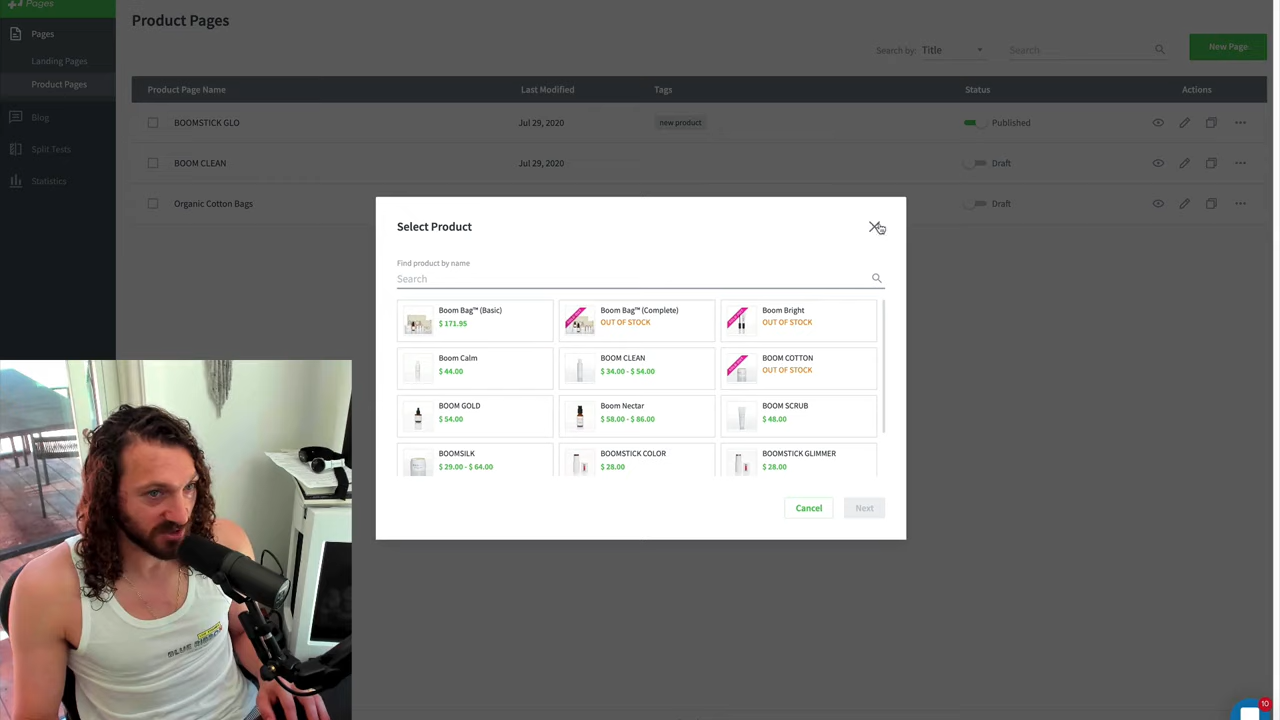 Pages
Pages
Landing Pages
Product Pages
Blog
Split Tests
Statistics
Product Pages
Search by: Title Search...
New Page
Product Page Name Last Modified Tags Status Actions
BOOMSTICK GLO Jul 29, 2020 new product Published
BOOM CLEAN Jul 29, 2020 Draft
Organic Cotton Bags Draft
Select Product
Find product by name
Search
Boom Bag™ (Basic)
$ 171.95
Boom Bag™ (Complete)
OUT OF STOCK
Boom Bright
OUT OF STOCK
Boom Calm
$ 44.00
BOOM CLEAN
$ 34.00 - $ 54.00
BOOM COTTON
OUT OF STOCK
BOOM GOLD
$ 54.00
Boom Nectar
$ 58.00 - $ 86.00
BOOM SCRUB
$ 48.00
BOOMSILK
$ 29.00 - $ 64.00
BOOMSTICK COLOR
$ 28.00
BOOMSTICK GLIMMER
$ 28.00
Cancel Next
10